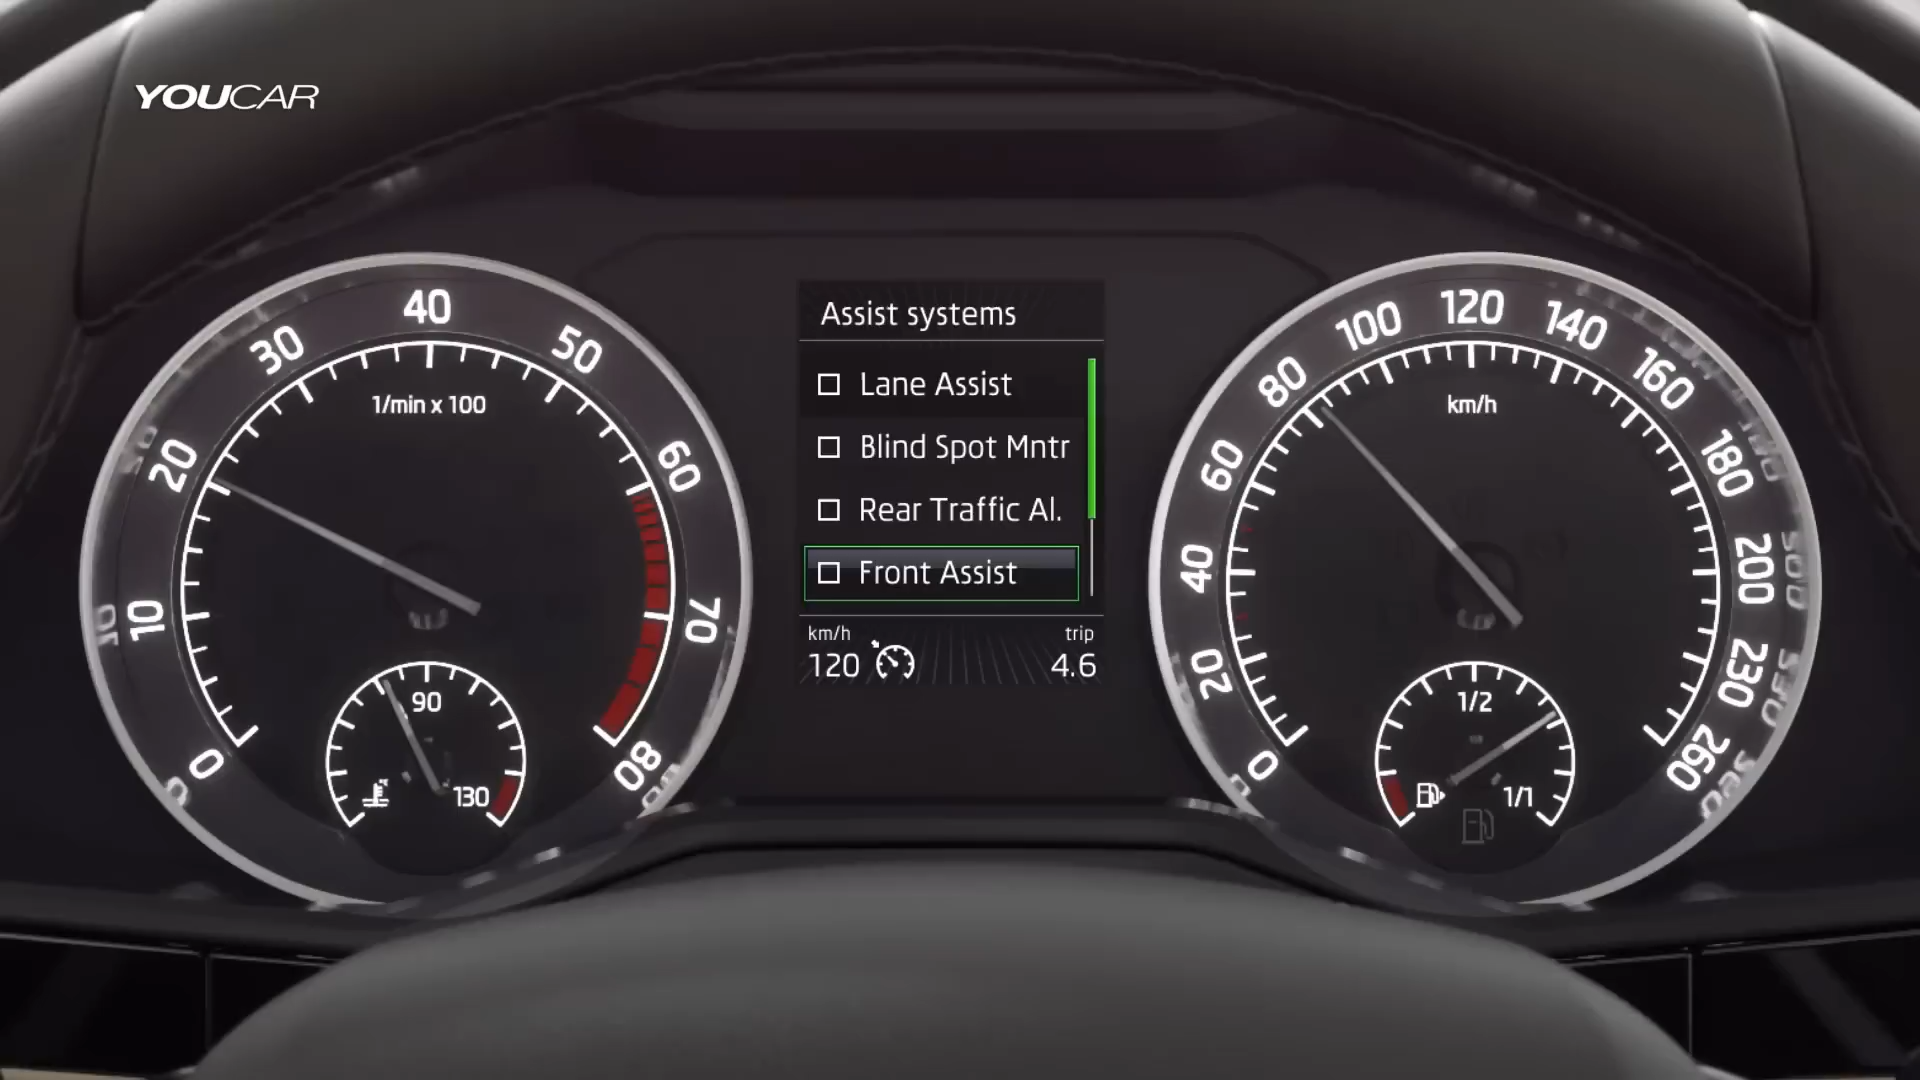 YOUCAR
0
10
20
30
40
50
60
70
80
1/min x 100
90
130
Assist systems
Lane Assist
Blind Spot Mntr
Rear Traffic Al.
Front Assist
km/h
120
trip
4.6
0
20
40
60
80
100
120
140
160
180
200
230
260
km/h
1/2
1/1